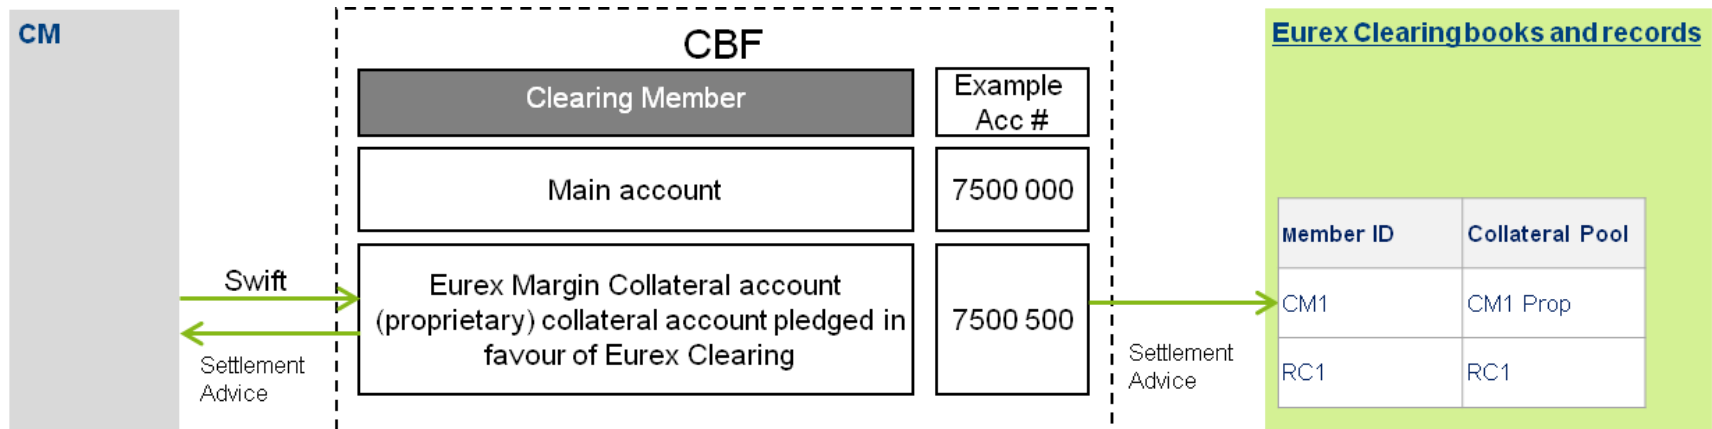 CM
Swift
Settlement
Advice
CBF
Clearing Member
Example
Acc #
Main account
7500 000
Eurex Margin Collateral account
(proprietary) collateral account pledged in
favour of Eurex Clearing
7500 500
Settlement
Advice
Eurex Clearing books and records
Member ID
Collateral Pool
CM1
CM1 Prop
RC1
RC1